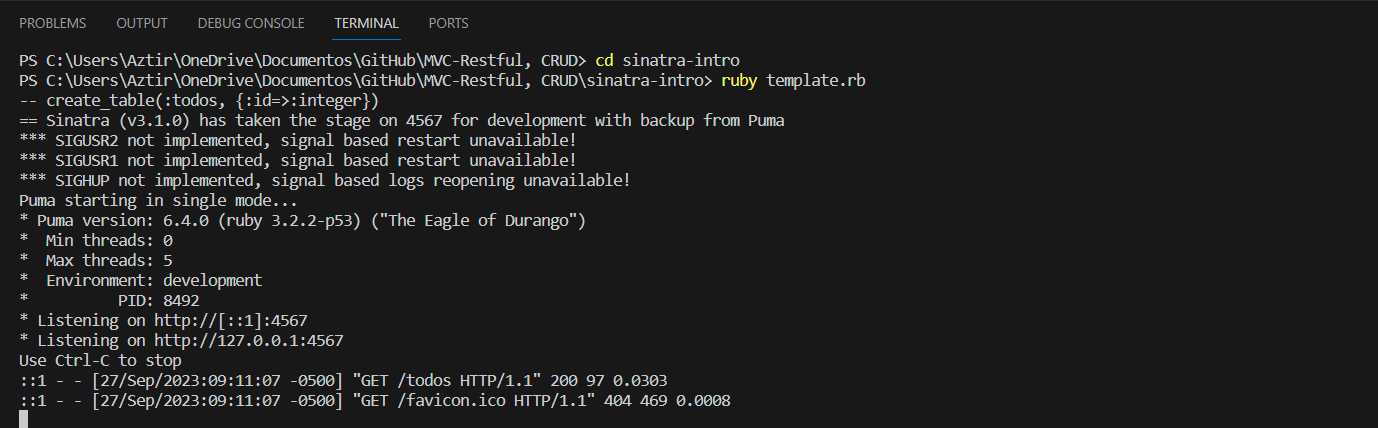 PROBLEMS OUTPUT DEBUG CONSOLE TERMINAL PORTS
PS C:\Users\Aztir\OneDrive\Documentos\GitHub\MVC-Restful, CRUD> cd sinatra-intro
PS C:\Users\Aztir\OneDrive\Documentos\GitHub\MVC-Restful, CRUD\sinatra-intro> ruby template.rb
-- create_table(:todos, {:id=>:integer})
== Sinatra (v3.1.0) has taken the stage on 4567 for development with backup from Puma
*** SIGUSR2 not implemented, signal based restart unavailable!
*** SIGUSR1 not implemented, signal based restart unavailable!
*** SIGHUP not implemented, signal based logs reopening unavailable!
Puma starting in single mode...
* Puma version: 6.4.0 (ruby 3.2.2-p53) ("The Eagle of Durango")
*  Min threads: 0
*  Max threads: 5
*  Environment: development
*          PID: 8492
* Listening on http://[::1]:4567
* Listening on http://127.0.0.1:4567
Use Ctrl-C to stop
::1 - - [27/Sep/2023:09:11:07 -0500] "GET /todos HTTP/1.1" 200 97 0.0303
::1 - - [27/Sep/2023:09:11:07 -0500] "GET /favicon.ico HTTP/1.1" 404 469 0.0008